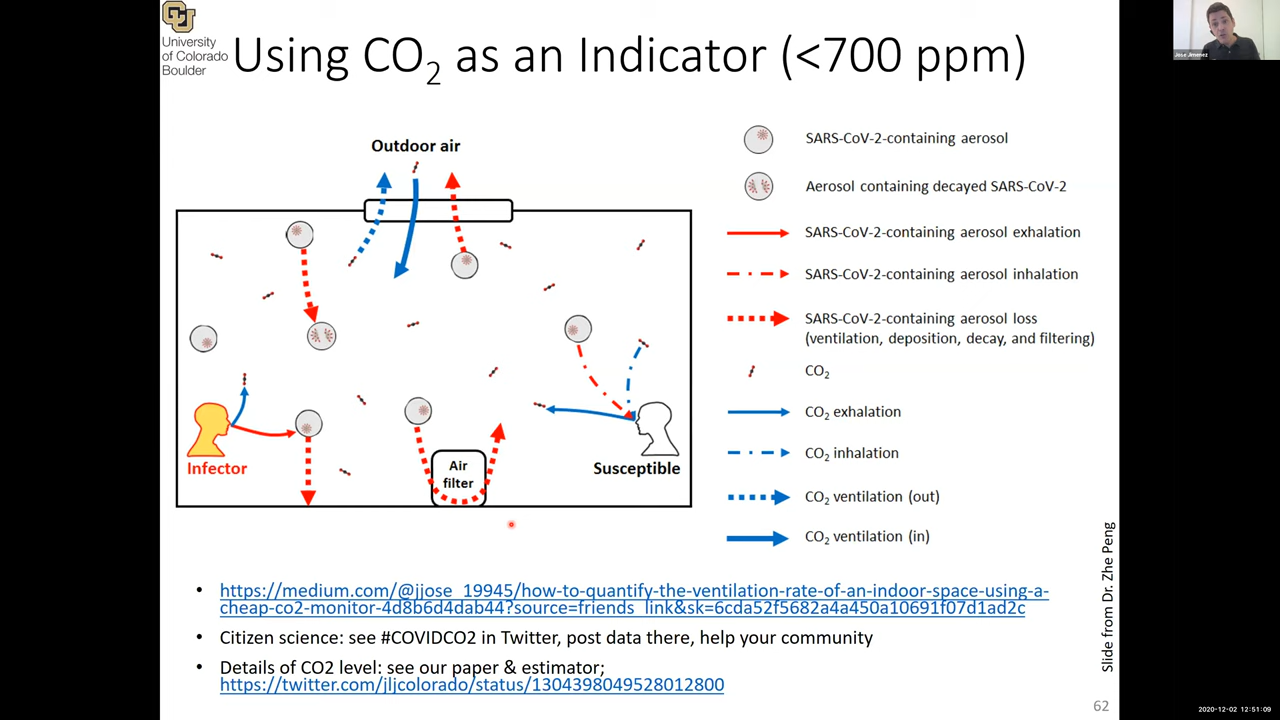 University
of Colorado
Boulder
Using CO2 as an Indicator (<700 ppm)
Jose Jimenez
Outdoor air
Infector
Air
filter
Susceptible
SARS-CoV-2-containing aerosol
Aerosol containing decayed SARS-CoV-2
SARS-CoV-2-containing aerosol exhalation
SARS-CoV-2-containing aerosol inhalation
SARS-CoV-2-containing aerosol loss
(ventilation, deposition, decay, and filtering)
CO2
CO2 exhalation
CO2 inhalation
CO2 ventilation (out)
CO2 ventilation (in)
• https://medium.com/@jjose_19945/how-to-quantify-the-ventilation-rate-of-an-indoor-space-using-a-
cheap-co2-monitor-4d8b6d4dab44?source=friends_link&sk=6cda52f5682a4a450a10691f07d1ad2c
• Citizen science: see #COVIDCO2 in Twitter, post data there, help your community
• Details of CO2 level: see our paper & estimator;
https://twitter.com/jljcolorado/status/1304398049528012800
Slide from Dr. Zhe Peng
62
2020-12-02 12:51:09